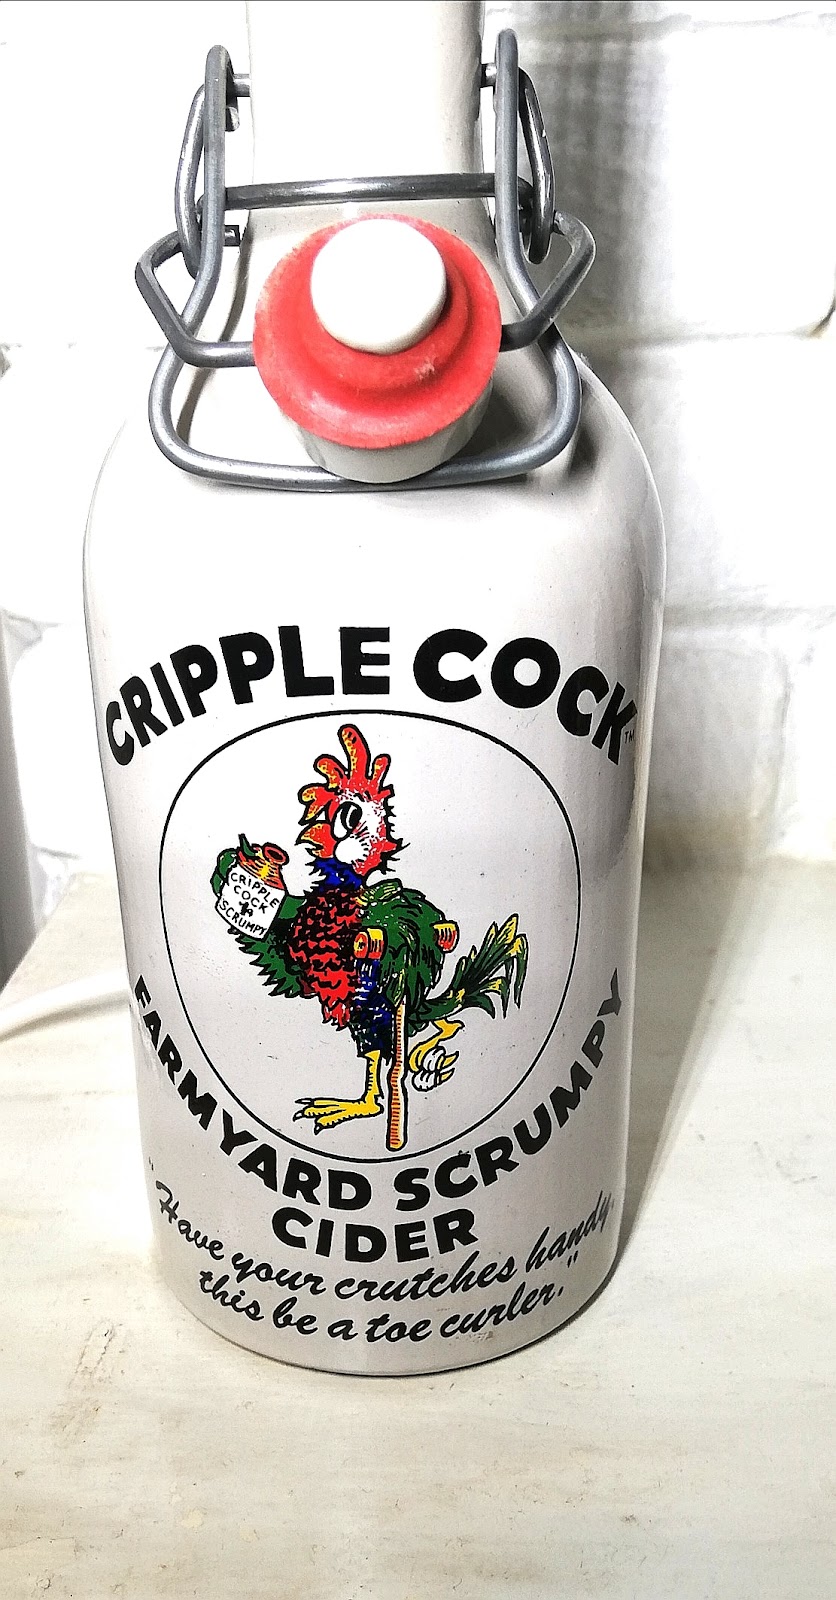 CRIPPLE COCK™
CRIPPLE
COCK
SCRUMPY
FARMYARD SCRUMPY
CIDER
"Have your crutches handy,
this be a toe curler."